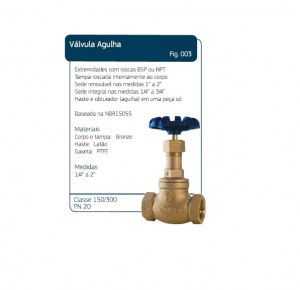 Válvula Agulha
Fig. 003
Extremidades com roscas BSP ou NPT
Tampa roscada internamente ao corpo
Sede removível nas medidas 1" a 2"
Sede integral nas medidas 1/4" a 3/4"
Haste e obturador (agulha) em uma peça só
Baseada na NBR15055
Materiais
Corpo e tampa: Bronze
Haste: Latão
Gaxeta: PTFE
Medidas
1/4" a 2"
Classe 150/300
PN 20